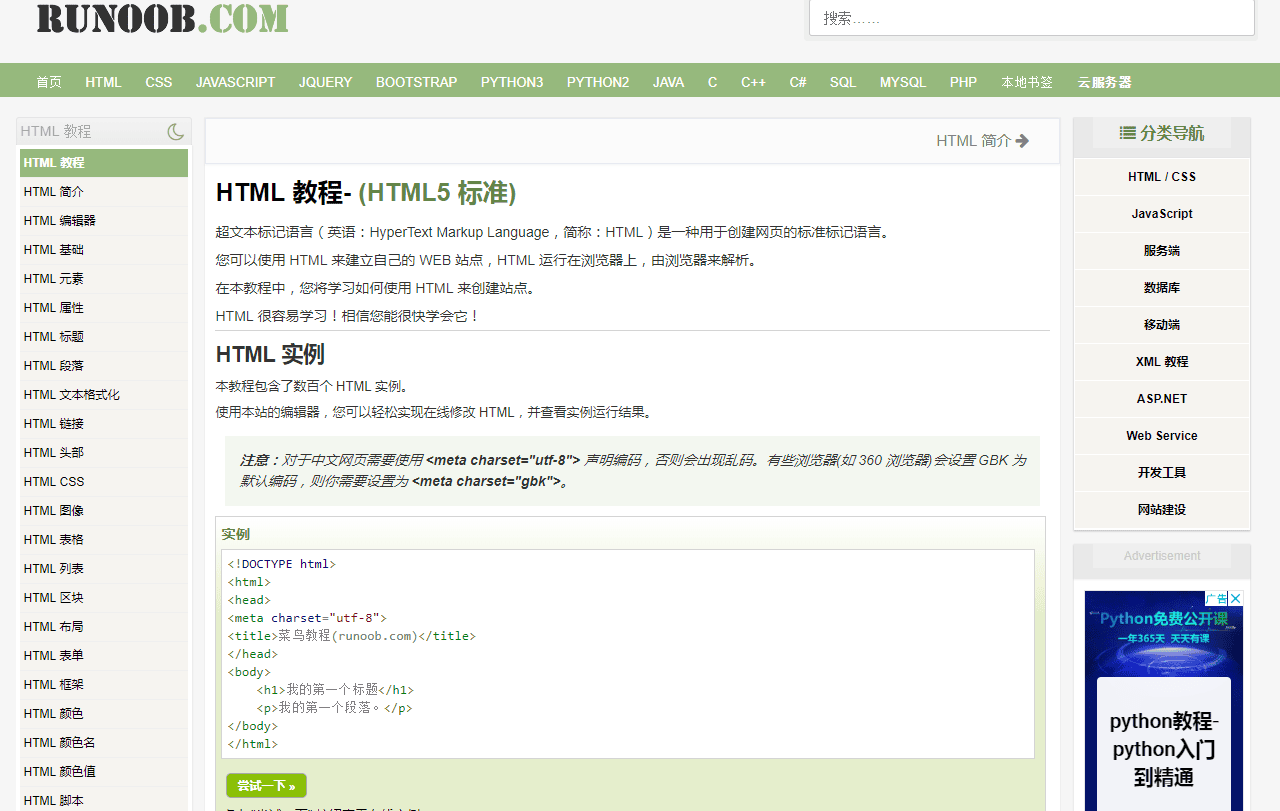 RUNOOB.COM
搜索……
首页 HTML CSS JAVASCRIPT JQUERY BOOTSTRAP PYTHON3 PYTHON2 JAVA C C++ C# SQL MYSQL PHP 本地书签 云服务器
HTML 教程
HTML 教程
HTML 简介
HTML 编辑器
HTML 基础
HTML 元素
HTML 属性
HTML 标题
HTML 段落
HTML 文本格式化
HTML 链接
HTML 头部
HTML CSS
HTML 图像
HTML 表格
HTML 列表
HTML 区块
HTML 布局
HTML 表单
HTML 框架
HTML 颜色
HTML 颜色名
HTML 颜色值
HTML 脚本
HTML 简介
HTML 教程- (HTML5 标准)
超文本标记语言（英语：HyperText Markup Language，简称：HTML）是一种用于创建网页的标准标记语言。
您可以使用 HTML 来建立自己的 WEB 站点，HTML 运行在浏览器上，由浏览器来解析。
在本教程中，您将学习如何使用 HTML 来创建站点。
HTML 很容易学习！相信您能很快学会它！
HTML 实例
本教程包含了数百个 HTML 实例。
使用本站的编辑器，您可以轻松实现在线修改 HTML，并查看实例运行结果。
注意：对于中文网页需要使用 <meta charset="utf-8"> 声明编码，否则会出现乱码。有些浏览器(如 360 浏览器)会设置 GBK 为
默认编码，则你需要设置为 <meta charset="gbk">。
实例
<!DOCTYPE html>
<html>
<head>
<meta charset="utf-8">
<title>菜鸟教程(runoob.com)</title>
</head>
<body>
    <h1>我的第一个标题</h1>
    <p>我的第一个段落。</p>
</body>
</html>
尝试一下 »
分类导航
HTML / CSS
JavaScript
服务端
数据库
移动端
XML 教程
ASP.NET
Web Service
开发工具
网站建设
Advertisement
广告
Python免费公开课
一年365天 天天有课
python教程-
python入门
到精通